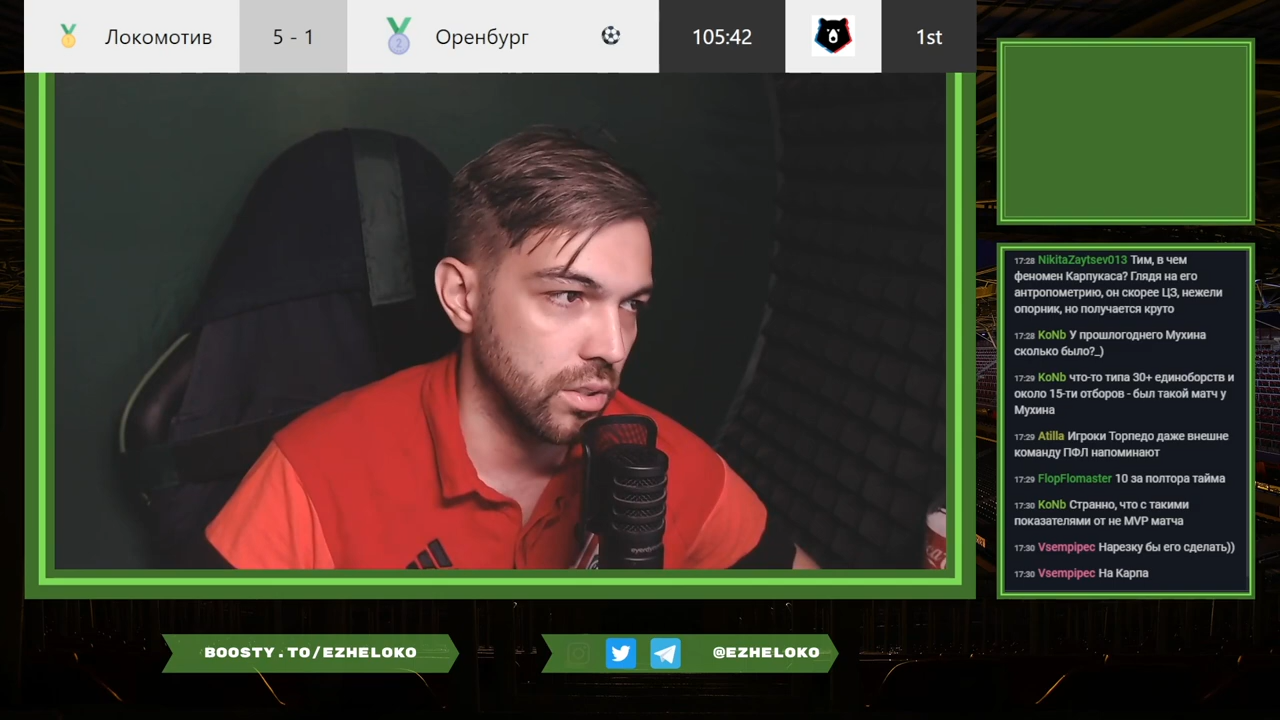 Локомотив
5 - 1
2
Оренбург
105:42
1st
17:28 NikitaZaytsev013 Тим, в чем
феномен Карпукаса? Глядя на его
антропометрию, он скорее ЦЗ, нежели
опорник, но получается круто
17:28 KoNb У прошлогоднего Мухина
сколько было?_)
17:29 KoNb что-то типа 30+ единоборств и
около 15-ти отборов - был такой матч у
Мухина
17:29 Atilla Игроки Торпедо даже внешне
команду ПФЛ напоминают
17:29 FlopFlomaster 10 за полтора тайма
17:30 KoNb Странно, что с такими
показателями от не MVP матча
17:30 Vsempipec Нарезку бы его сделать))
17:30 Vsempipec На Карпа
BOOSTY.TO/EZHELOKO
@EZHELOKO